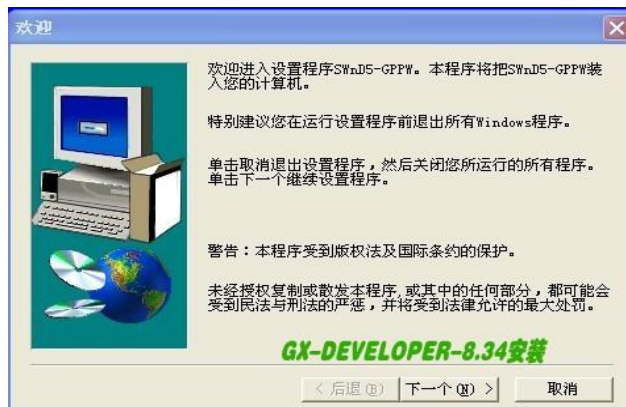 欢迎
欢迎进入设置程序SWnD5-GPPW。本程序将把SWnD5-GPPW装
入您的计算机。
特别建议您在运行设置程序前退出所有Windows程序。
单击取消退出设置程序，然后关闭您所运行的所有程序。
单击下一个继续设置程序。
警告：本程序受到版权法及国际条约的保护。
未经授权复制或散发本程序,或其中的任何部分，都可能会
受到民法与刑法的严惩，并将受到法律允许的最大处罚。
GX-DEVELOPER-8.34安装
< 后退(B) 下一个(N) > 取消